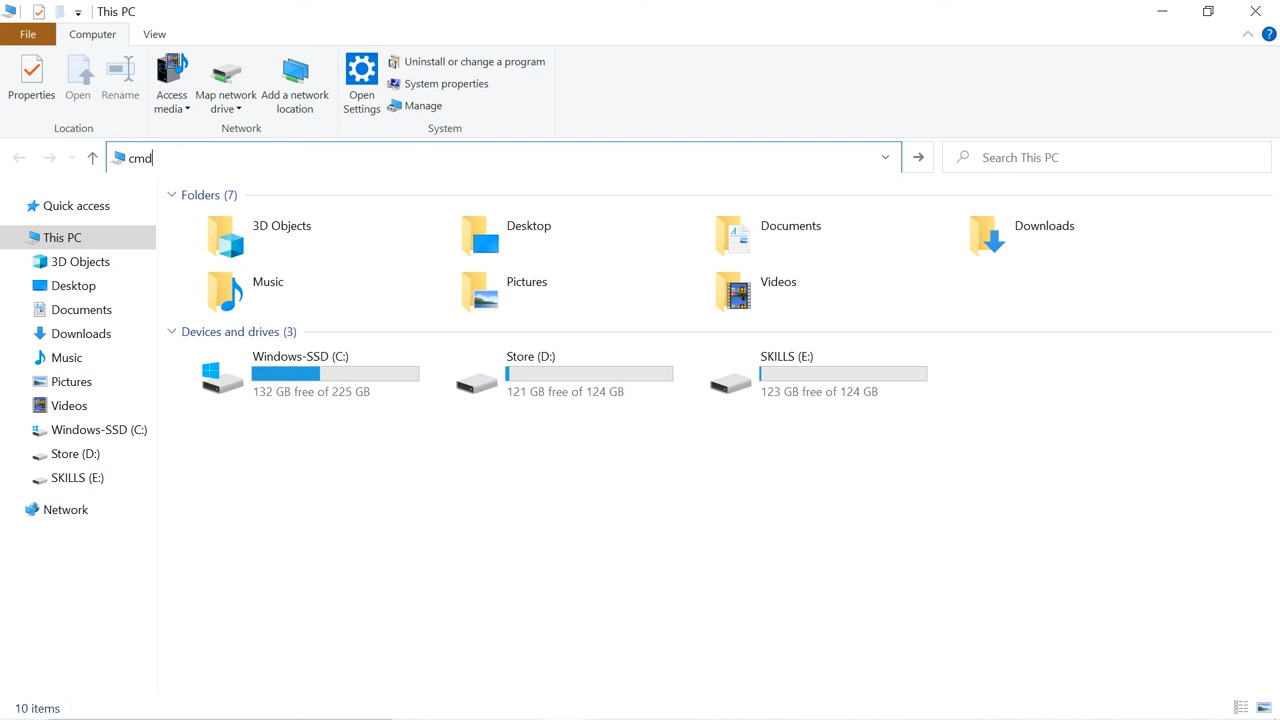 This PC
File Computer View
Properties Open Rename Access media Map network drive Add a network location Open Settings
Uninstall or change a program
System properties
Manage
Location Network System
cmd
Search This PC
Quick access
This PC
3D Objects
Desktop
Documents
Downloads
Music
Pictures
Videos
Windows-SSD (C:)
Store (D:)
SKILLS (E:)
Network
Folders (7)
3D Objects Desktop Documents Downloads
Music Pictures Videos
Devices and drives (3)
Windows-SSD (C:) Store (D:) SKILLS (E:)
132 GB free of 225 GB 121 GB free of 124 GB 123 GB free of 124 GB
10 items